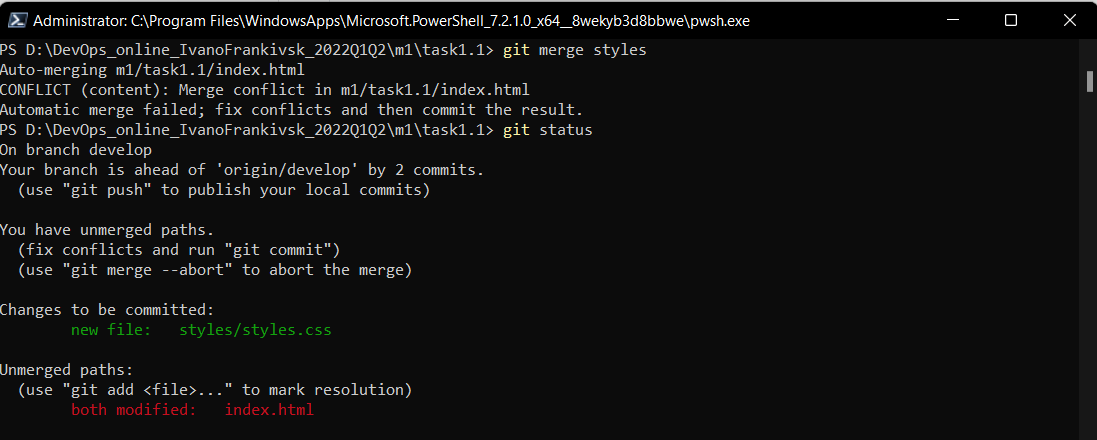 Administrator: C:\Program Files\WindowsApps\Microsoft.PowerShell_7.2.1.0_x64__8wekyb3d8bbwe\pwsh.exe
PS D:\DevOps_online_IvanoFrankivsk_2022Q1Q2\m1\task1.1> git merge styles
Auto-merging m1/task1.1/index.html
CONFLICT (content): Merge conflict in m1/task1.1/index.html
Automatic merge failed; fix conflicts and then commit the result.
PS D:\DevOps_online_IvanoFrankivsk_2022Q1Q2\m1\task1.1> git status
On branch develop
Your branch is ahead of 'origin/develop' by 2 commits.
  (use "git push" to publish your local commits)

You have unmerged paths.
  (fix conflicts and run "git commit")
  (use "git merge --abort" to abort the merge)

Changes to be committed:
        new file:   styles/styles.css

Unmerged paths:
  (use "git add <file>..." to mark resolution)
        both modified:   index.html